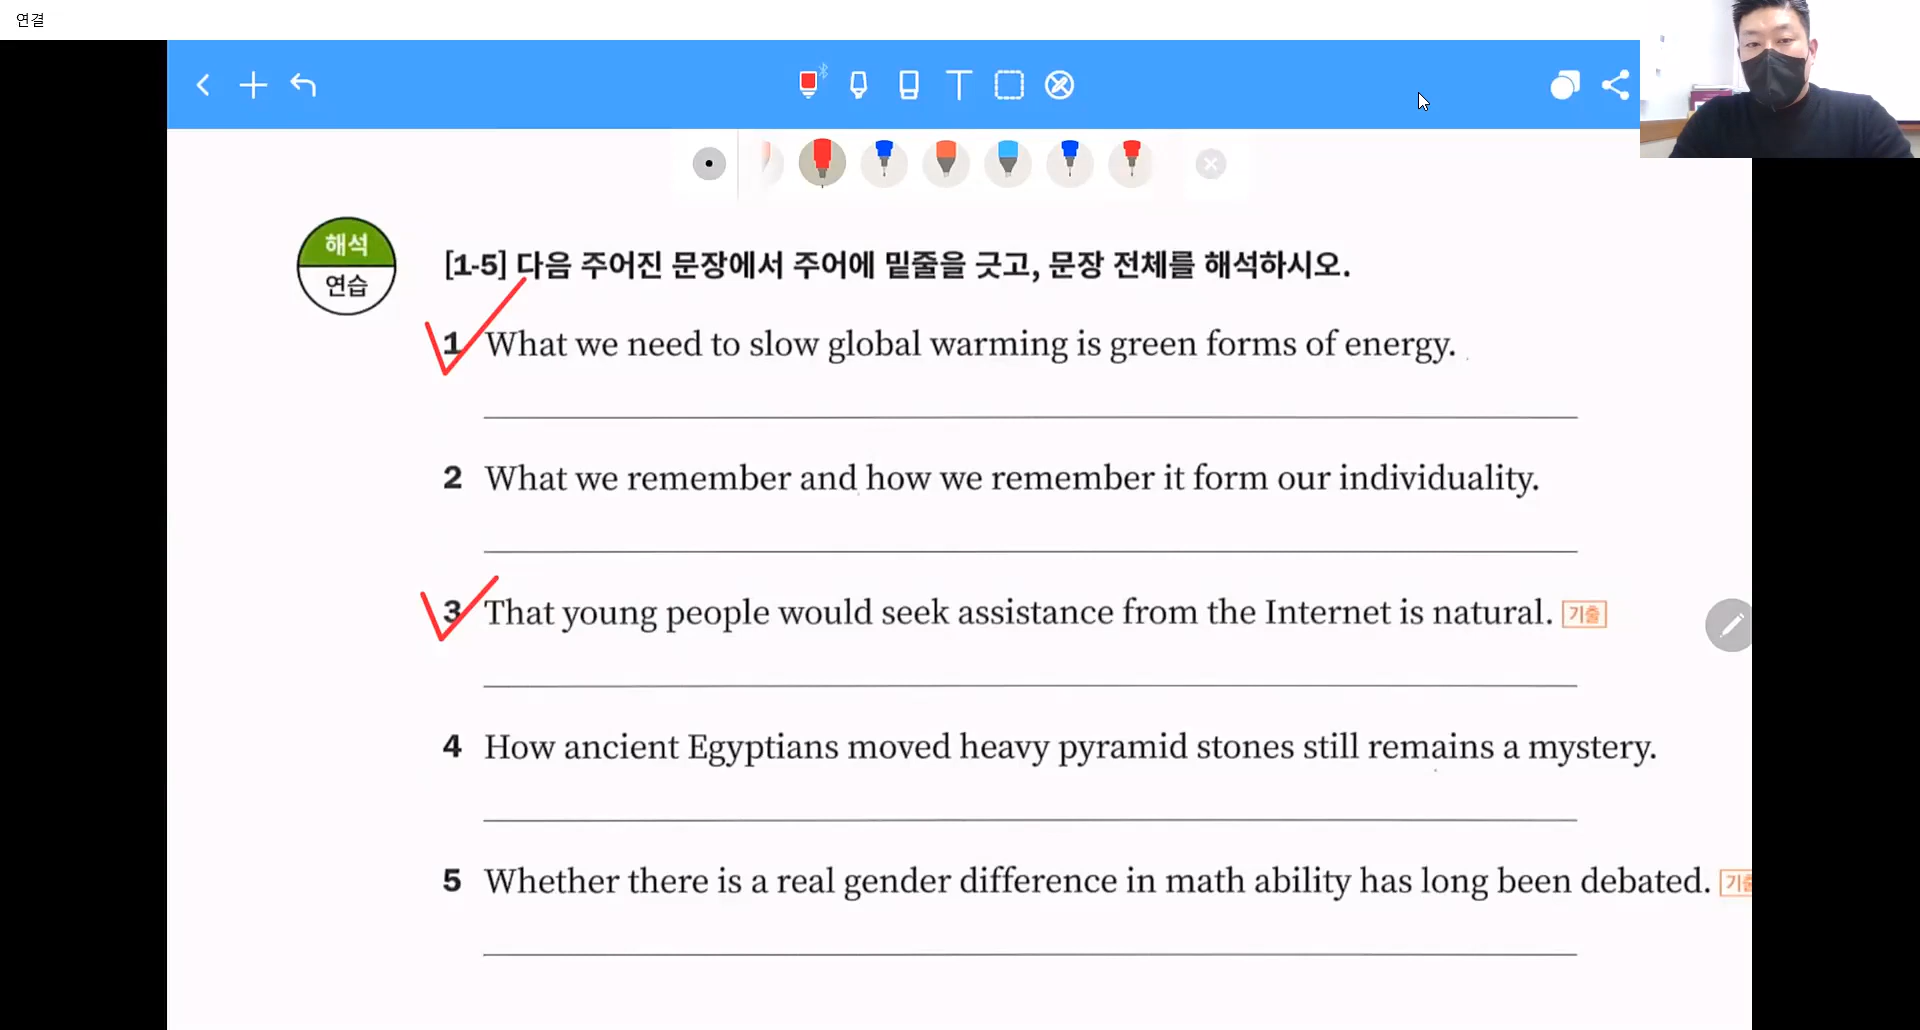 연결
해석
연습
[1-5] 다음 주어진 문장에서 주어에 밑줄을 긋고, 문장 전체를 해석하시오.
1 What we need to slow global warming is green forms of energy.
2 What we remember and how we remember it form our individuality.
3 That young people would seek assistance from the Internet is natural. 기출
4 How ancient Egyptians moved heavy pyramid stones still remains a mystery.
5 Whether there is a real gender difference in math ability has long been debated.